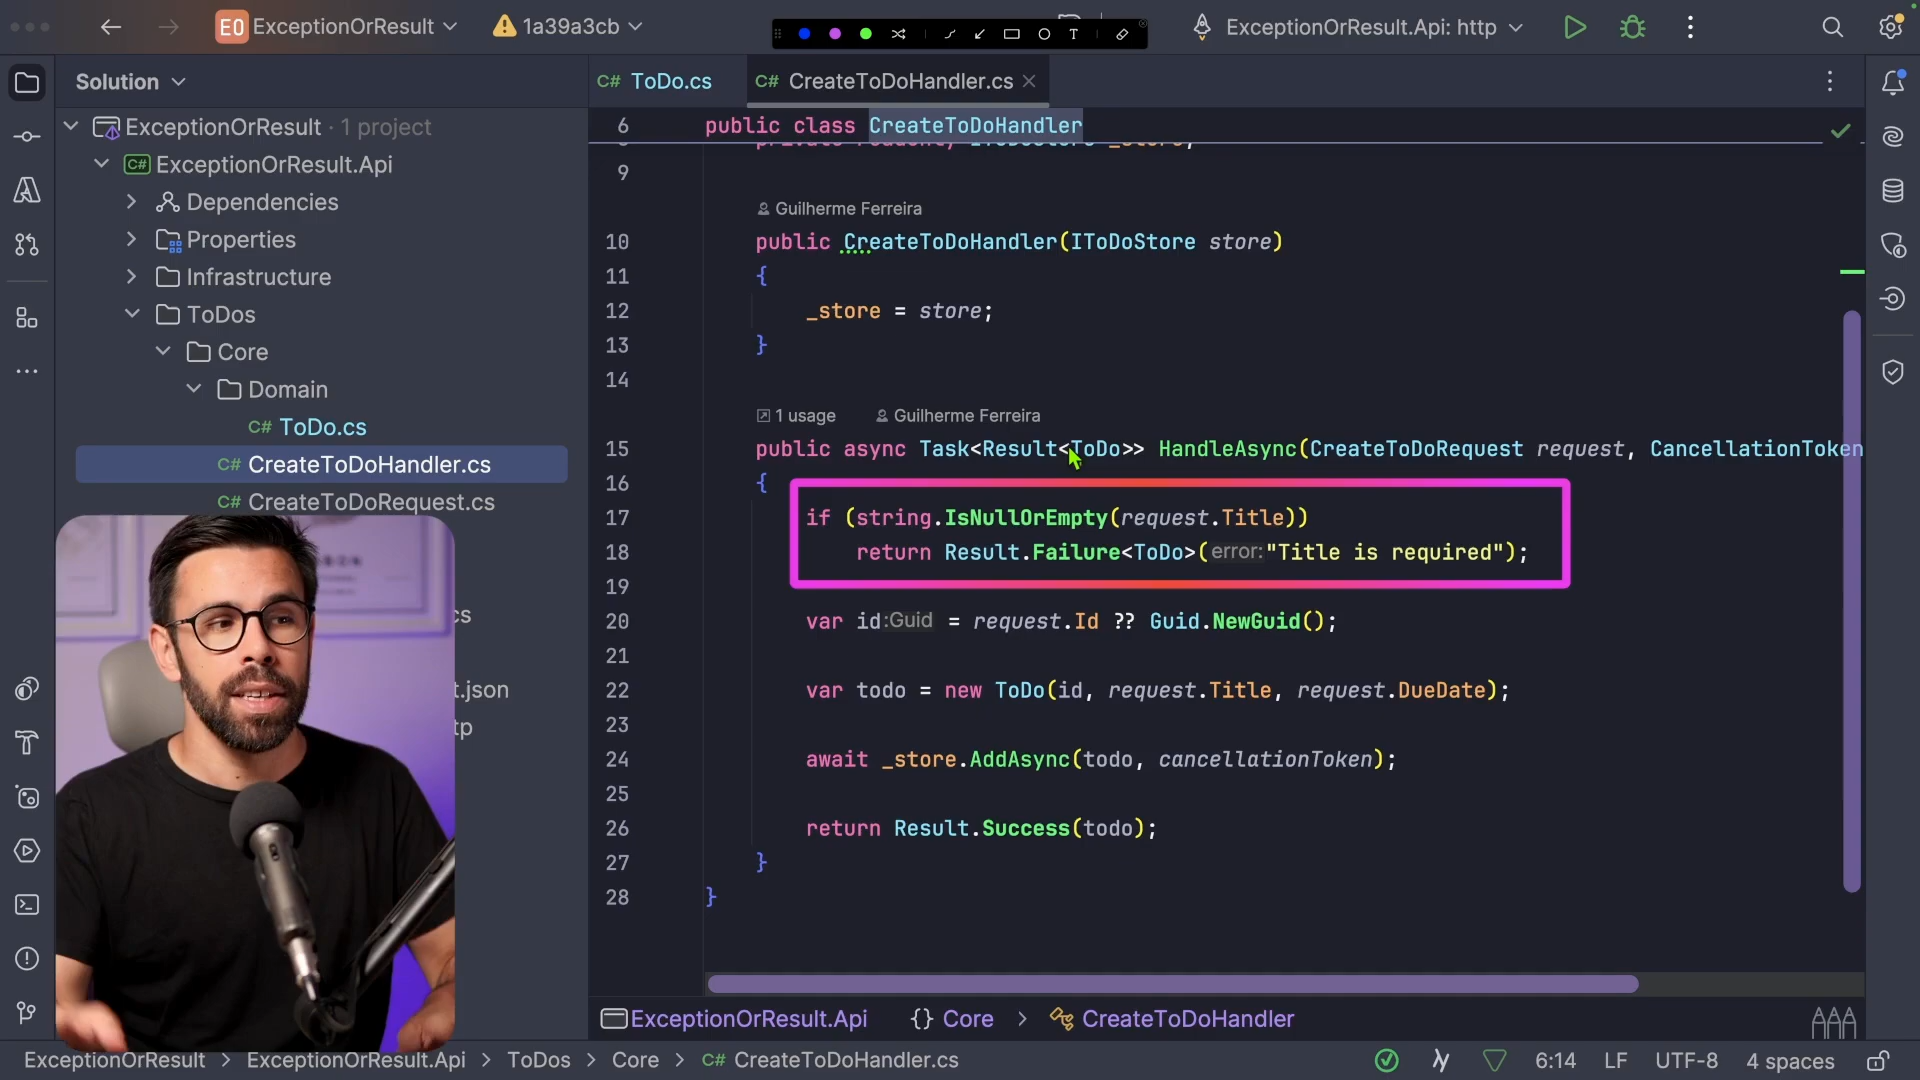 EO ExceptionOrResult
1a39a3cb
T
ExceptionOrResult.Api: http
Solution
C# ToDo.cs
C# CreateToDoHandler.cs
ExceptionOrResult · 1 project
C# ExceptionOrResult.Api
Dependencies
Properties
Infrastructure
ToDos
Core
Domain
C# ToDo.cs
C# CreateToDoHandler.cs
C# CreateToDoRequest.cs
cs
t.json
tp
6 public class CreateToDoHandler
9
Guilherme Ferreira
10 public CreateToDoHandler(IToDoStore store)
11 {
12 _store = store;
13 }
14
1 usage Guilherme Ferreira
15 public async Task<Result<ToDo>> HandleAsync(CreateToDoRequest request, CancellationToken
16 {
17 if (string.IsNullOrEmpty(request.Title))
18 return Result.Failure<ToDo>(error:"Title is required");
19
20 var id:Guid = request.Id ?? Guid.NewGuid();
21
22 var todo = new ToDo(id, request.Title, request.DueDate);
23
24 await _store.AddAsync(todo, cancellationToken);
25
26 return Result.Success(todo);
27 }
28 }
ExceptionOrResult.Api {} Core > CreateToDoHandler
ExceptionOrResult > ExceptionOrResult.Api > ToDos > Core > C# CreateToDoHandler.cs
6:14 LF UTF-8 4 spaces